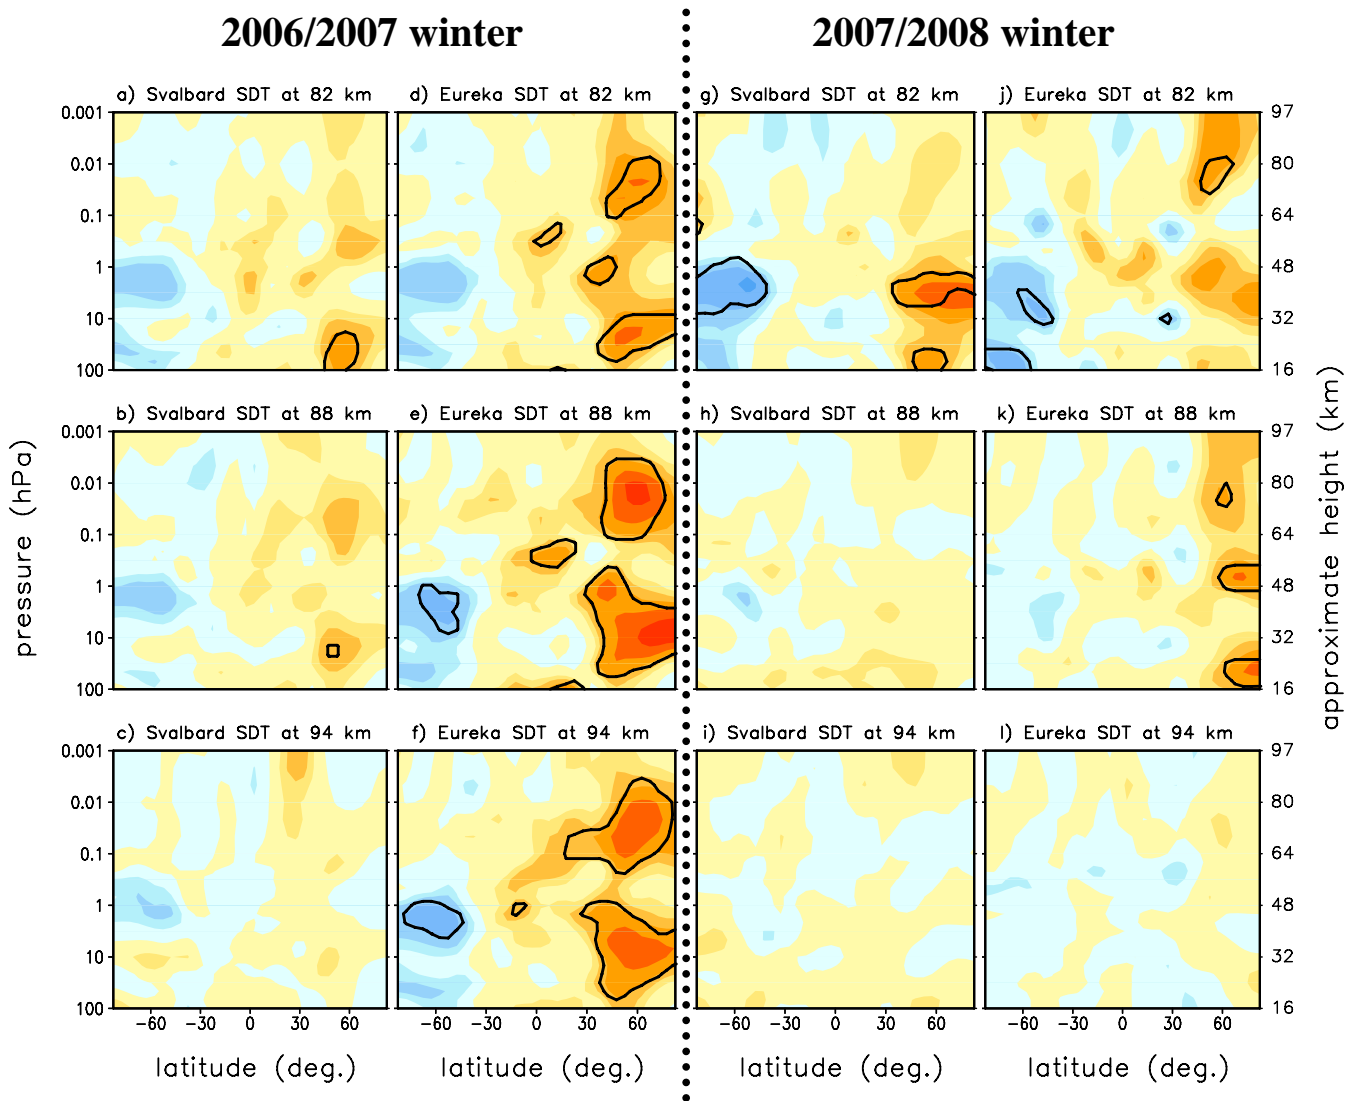 2006/2007 winter
2007/2008 winter
a) Svalbard SDT at 82 km
d) Eureka SDT at 82 km
g) Svalbard SDT at 82 km
j) Eureka SDT at 82 km
0.001
0.01
0.1
1
10
100
97
80
64
48
32
16
b) Svalbard SDT at 88 km
e) Eureka SDT at 88 km
h) Svalbard SDT at 88 km
k) Eureka SDT at 88 km
0.001
0.01
0.1
1
10
100
97
80
64
48
32
16
pressure (hPa)
approximate height (km)
c) Svalbard SDT at 94 km
f) Eureka SDT at 94 km
i) Svalbard SDT at 94 km
l) Eureka SDT at 94 km
0.001
0.01
0.1
1
10
100
97
80
64
48
32
16
−60 −30 0 30 60
−60 −30 0 30 60
−60 −30 0 30 60
−60 −30 0 30 60
latitude (deg.)
latitude (deg.)
latitude (deg.)
latitude (deg.)